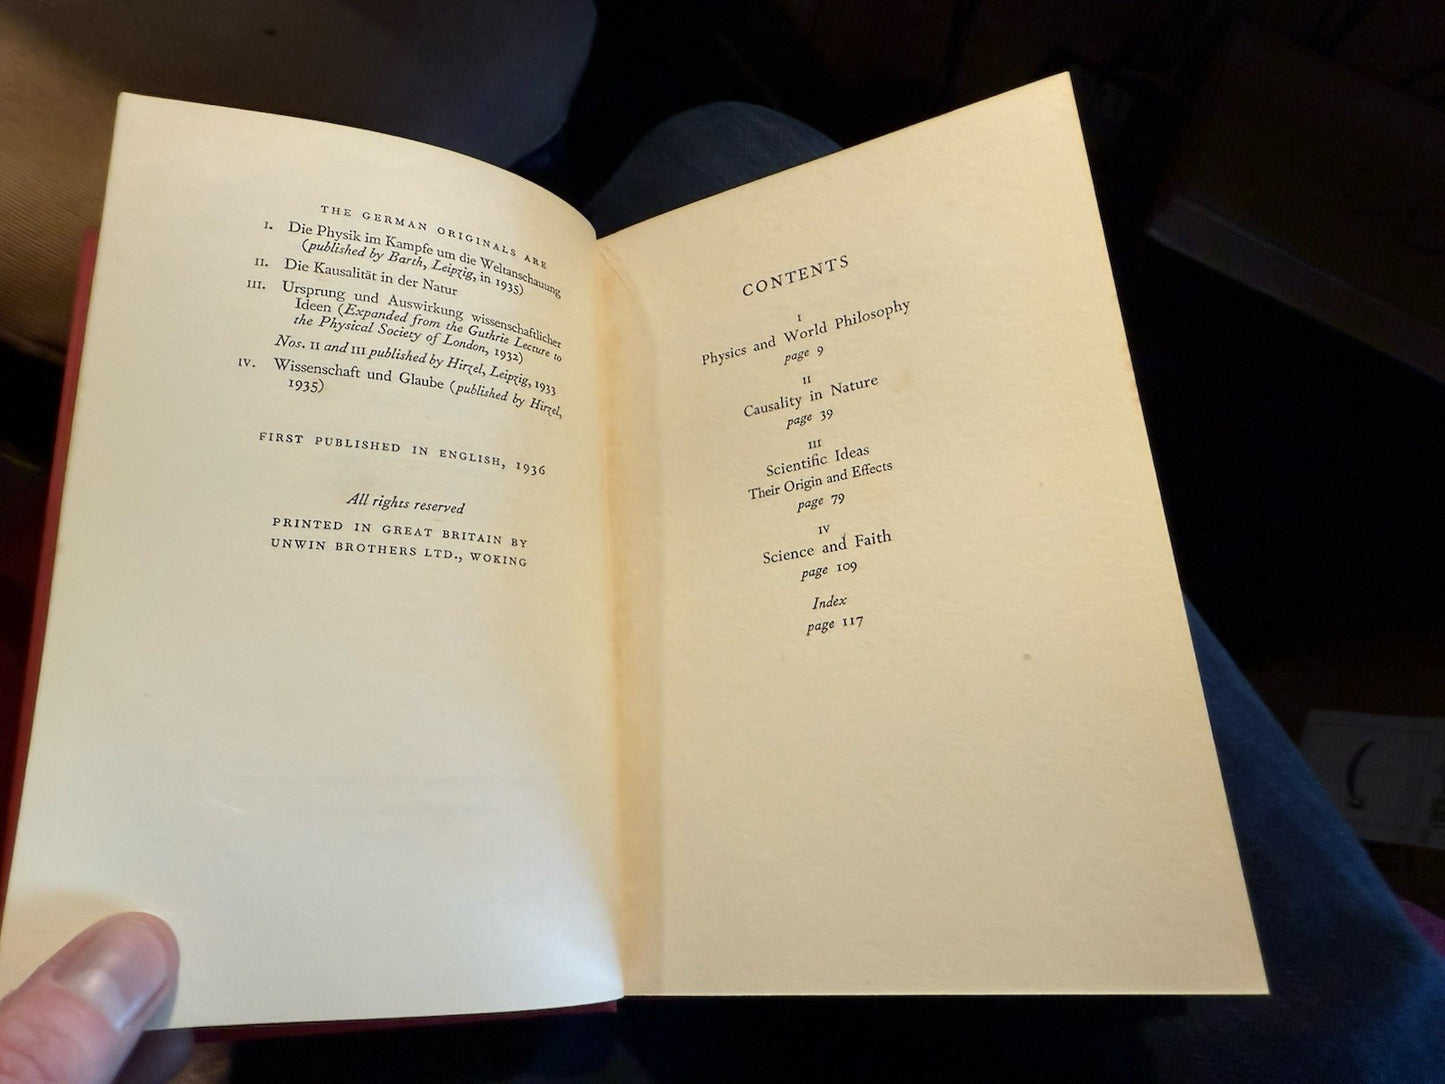 THE GERMAN ORIGINALS ARE
I. Die Physik im Kampfe um die Weltanschauung
(published by Barth, Leipzig, in 1935)
II. Die Kausalität in der Natur
III. Ursprung und Auswirkung wissenschaftlicher
Ideen (Expanded from the Guthrie Lecture to
the Physical Society of London, 1932)
Nos. II and III published by Hirzel, Leipzig, 1933
IV. Wissenschaft und Glaube (published by Hirzel,
1935)
FIRST PUBLISHED IN ENGLISH, 1936
All rights reserved
PRINTED IN GREAT BRITAIN BY
UNWIN BROTHERS LTD., WOKING
CONTENTS
I
Physics and World Philosophy
page 9
II
Causality in Nature
page 39
III
Scientific Ideas
Their Origin and Effects
page 79
IV
Science and Faith
page 109
Index
page 117